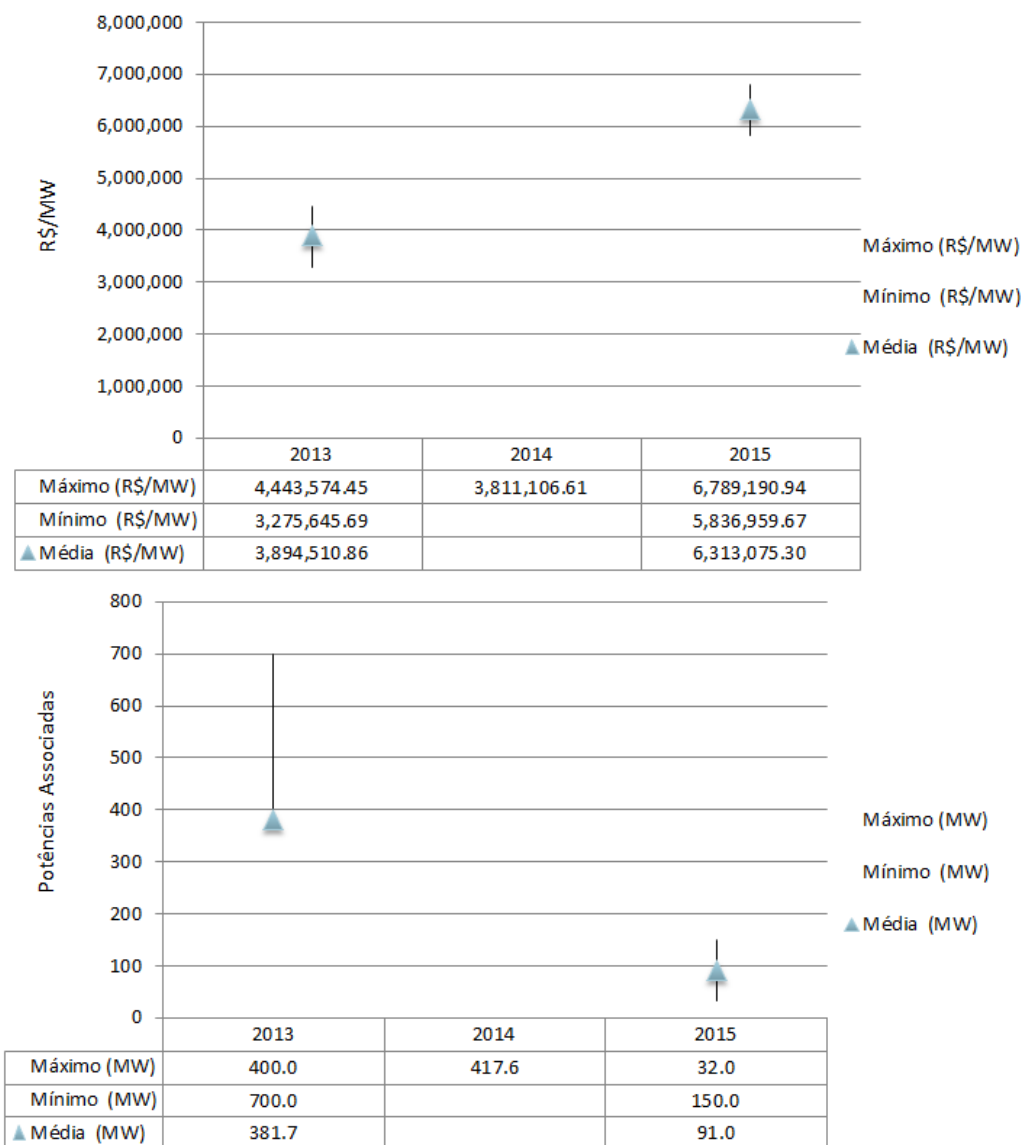 8,000,000
7,000,000
6,000,000
5,000,000
4,000,000
3,000,000
2,000,000
1,000,000
0
R$/MW
Máximo (R$/MW)
Mínimo (R$/MW)
Média (R$/MW)
2013 2014 2015
Máximo (R$/MW) 4,443,574.45 3,811,106.61 6,789,190.94
Mínimo (R$/MW) 3,275,645.69 5,836,959.67
Média (R$/MW) 3,894,510.86 6,313,075.30
800
700
600
500
400
300
200
100
0
Potências Associadas
Máximo (MW)
Mínimo (MW)
Média (MW)
2013 2014 2015
Máximo (MW) 400.0 417.6 32.0
Mínimo (MW) 700.0 150.0
Média (MW) 381.7 91.0